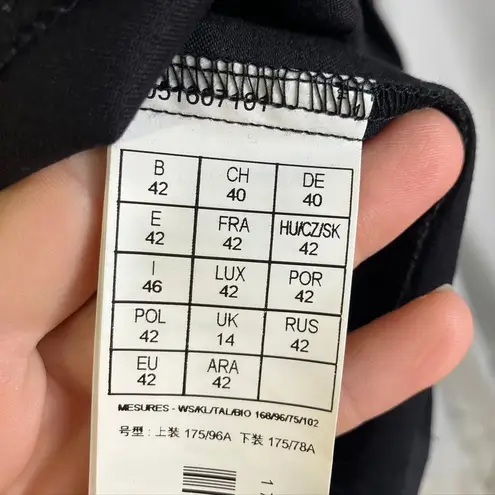 B CH DE
42 40 40
E FRA HU/CZ/SK
42 42 42
I LUX POR
46 42 42
POL UK RUS
42 14 42
EU ARA
42 42
MESURES - WS/KL/TAL/BIO 168/96/75/102
号型：上装 175/96A 下装 175/78A